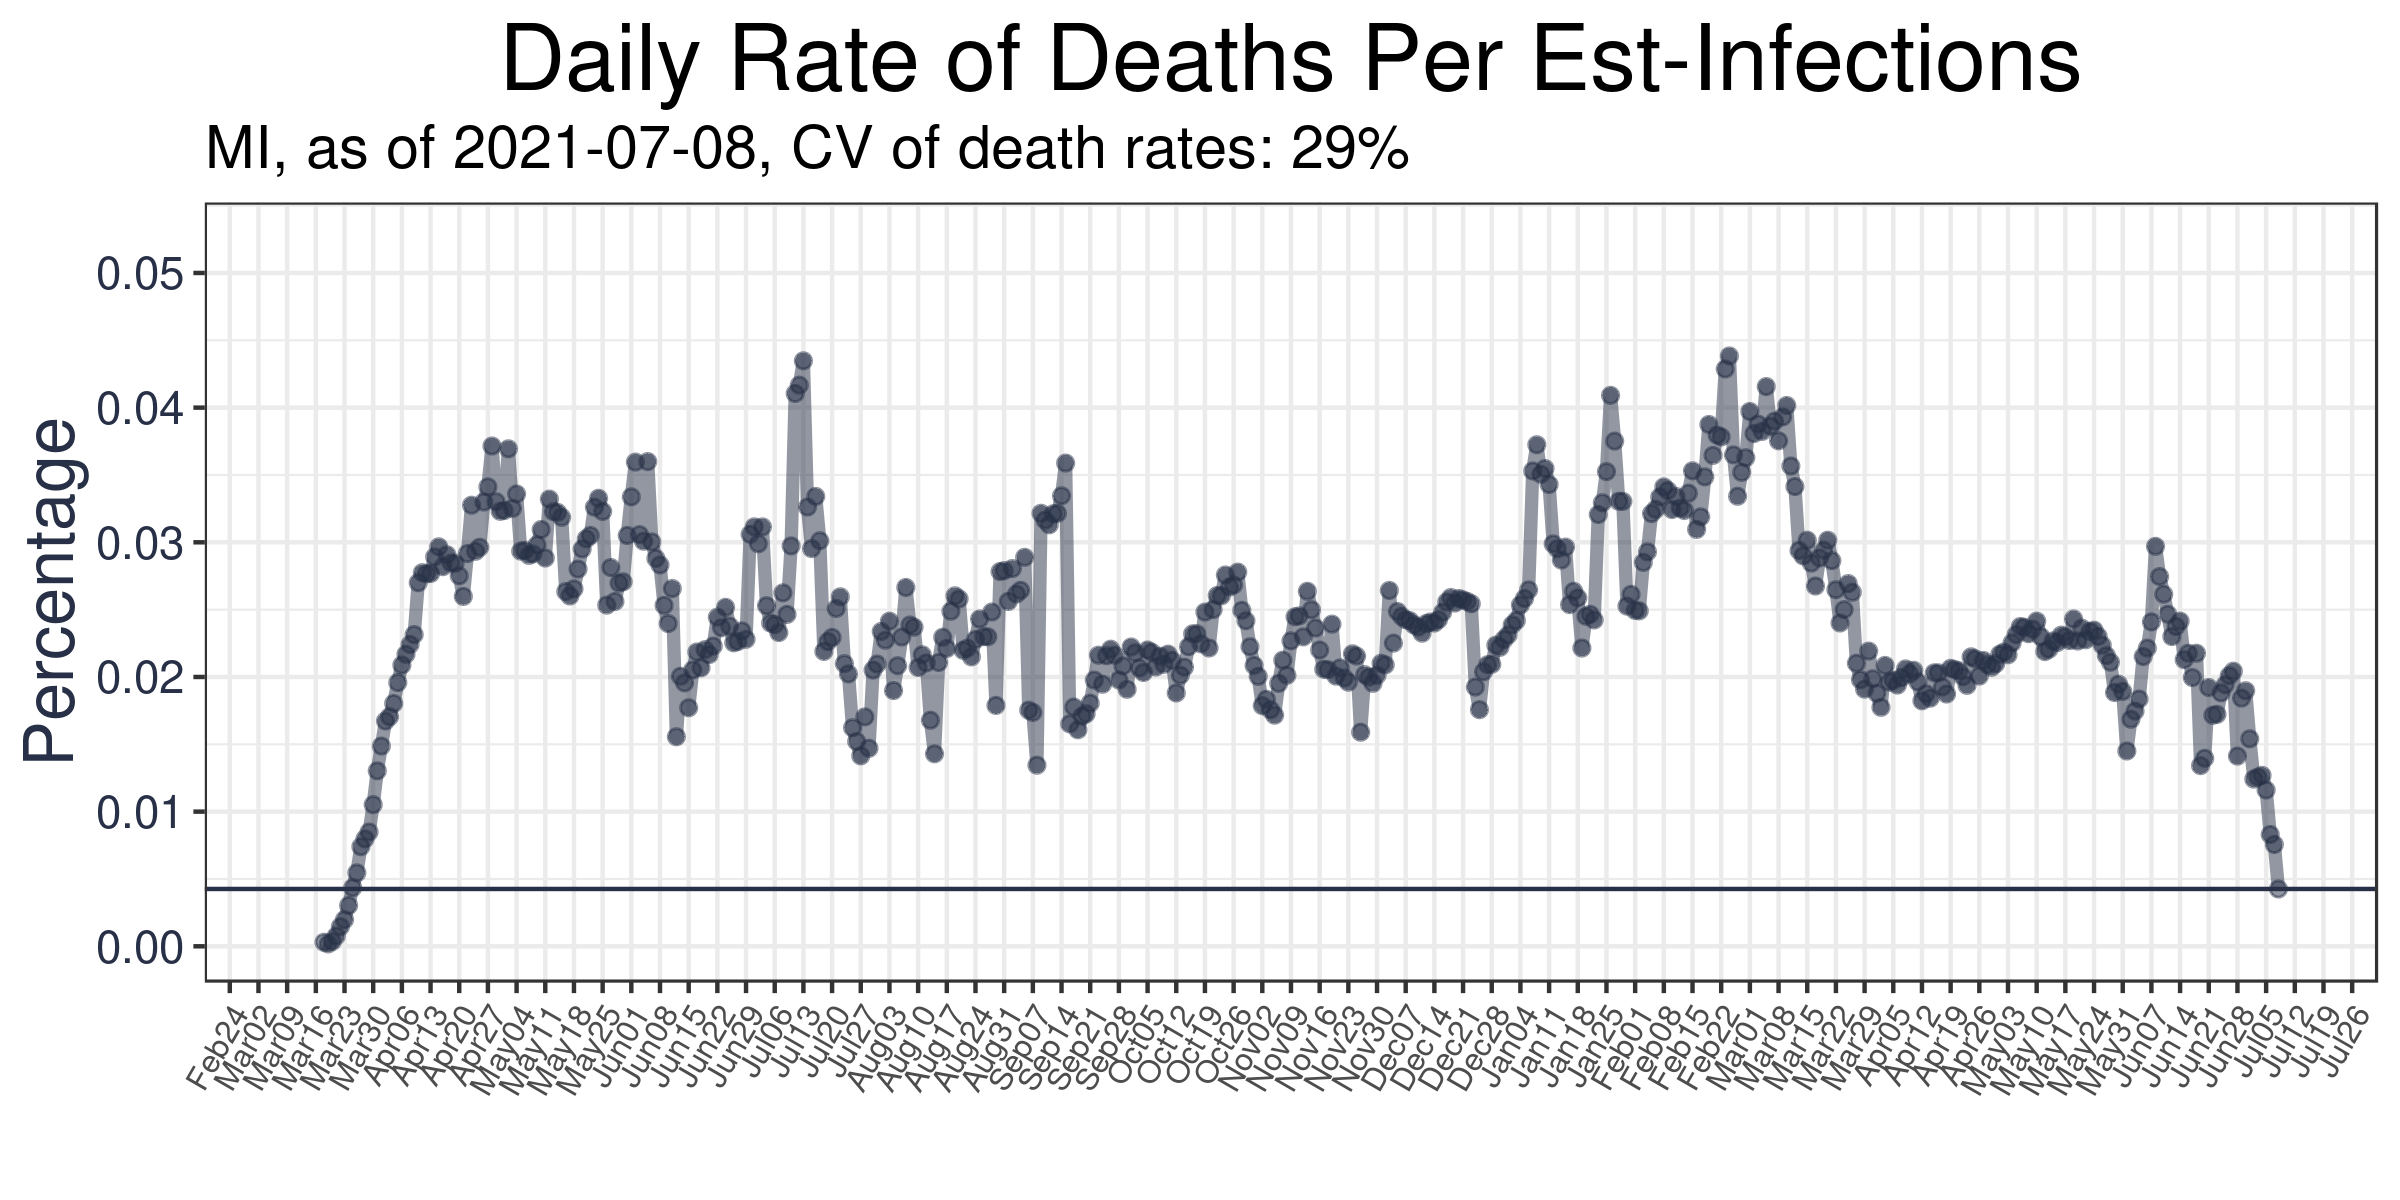 Daily Rate of Deaths Per Est-Infections
MI, as of 2021-07-08, CV of death rates: 29%
Percentage
0.05
0.04
0.03
0.02
0.01
0.00
Feb24
Mar02
Mar09
Mar16
Mar23
Mar30
Apr06
Apr13
Apr20
Apr27
May04
May11
May18
May25
Jun01
Jun08
Jun15
Jun22
Jun29
Jul06
Jul13
Jul20
Jul27
Aug03
Aug10
Aug17
Aug24
Aug31
Sep07
Sep14
Sep21
Sep28
Oct05
Oct12
Oct19
Oct26
Nov02
Nov09
Nov16
Nov23
Nov30
Dec07
Dec14
Dec21
Dec28
Jan04
Jan11
Jan18
Jan25
Feb01
Feb08
Feb15
Feb22
Mar01
Mar08
Mar15
Mar22
Mar29
Apr05
Apr12
Apr19
Apr26
May03
May10
May17
May24
May31
Jun07
Jun14
Jun21
Jun28
Jul05
Jul12
Jul19
Jul26